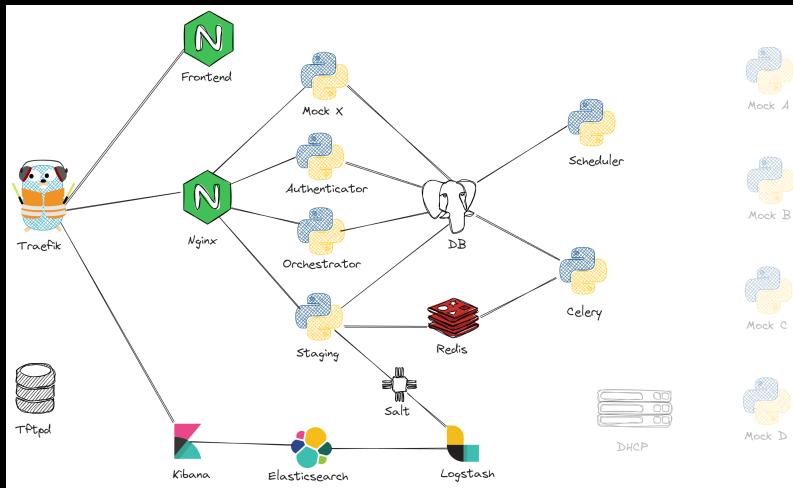 Frontend
Mock X
Mock A
Scheduler
Authenticator
Mock B
Traefik
Nginx
DB
Orchestrator
Celery
Mock C
Staging
Redis
Salt
Tftpd
DHCP
Mock D
Kibana
Elasticsearch
Logstash